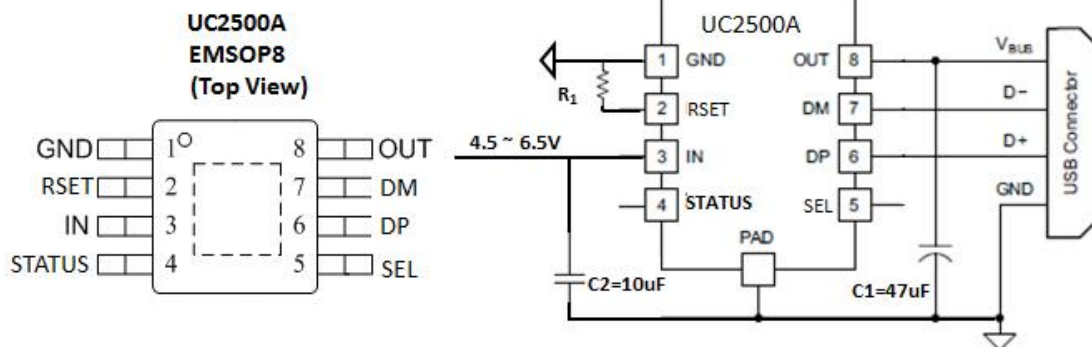 UC2500A
EMSOP8
(Top View)
GND 1 8 OUT
RSET 2 7 DM
IN 3 6 DP
STATUS 4 5 SEL
UC2500A
1 GND OUT 8 VBUS
R1
2 RSET DM 7 D−
4.5 ~ 6.5V
3 IN DP 6 D+
4 STATUS SEL 5 GND
PAD
C2=10uF
C1=47uF
USB Connector